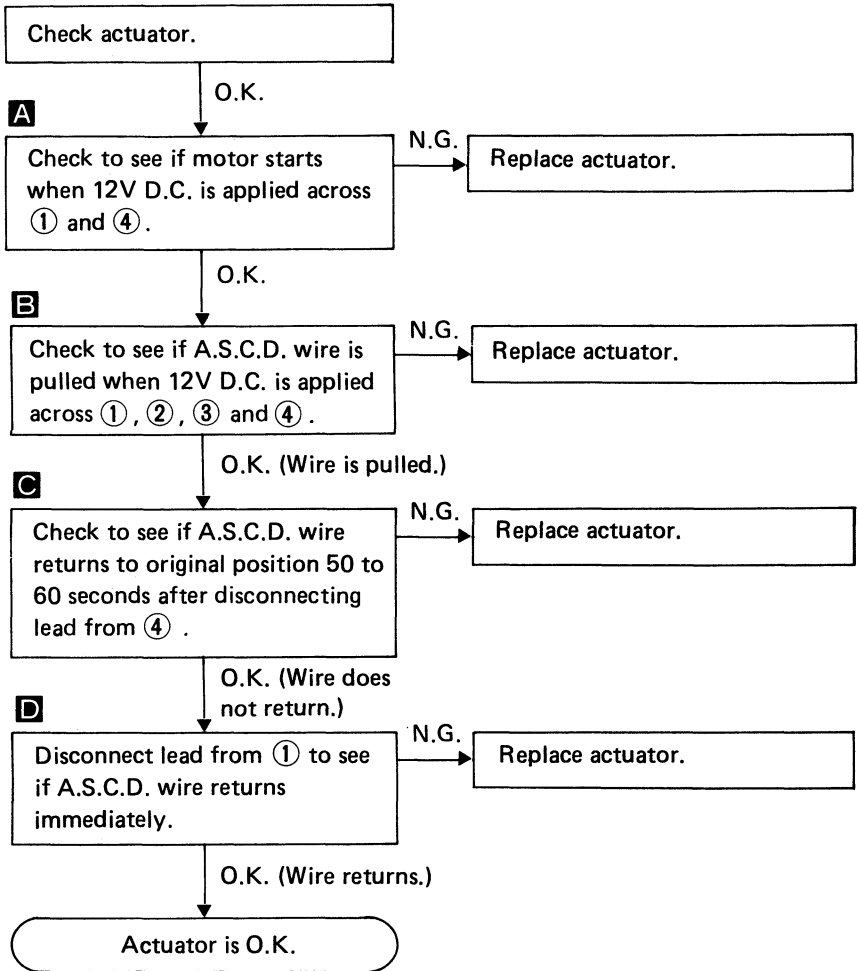 Check actuator.
O.K.
A
Check to see if motor starts
when 12V D.C. is applied across
① and ④.
N.G.
Replace actuator.
O.K.
B
Check to see if A.S.C.D. wire is
pulled when 12V D.C. is applied
across ①, ②, ③ and ④.
N.G.
Replace actuator.
O.K. (Wire is pulled.)
C
Check to see if A.S.C.D. wire
returns to original position 50 to
60 seconds after disconnecting
lead from ④ .
N.G.
Replace actuator.
O.K. (Wire does
not return.)
D
Disconnect lead from ① to see
if A.S.C.D. wire returns
immediately.
N.G.
Replace actuator.
O.K. (Wire returns.)
Actuator is O.K.